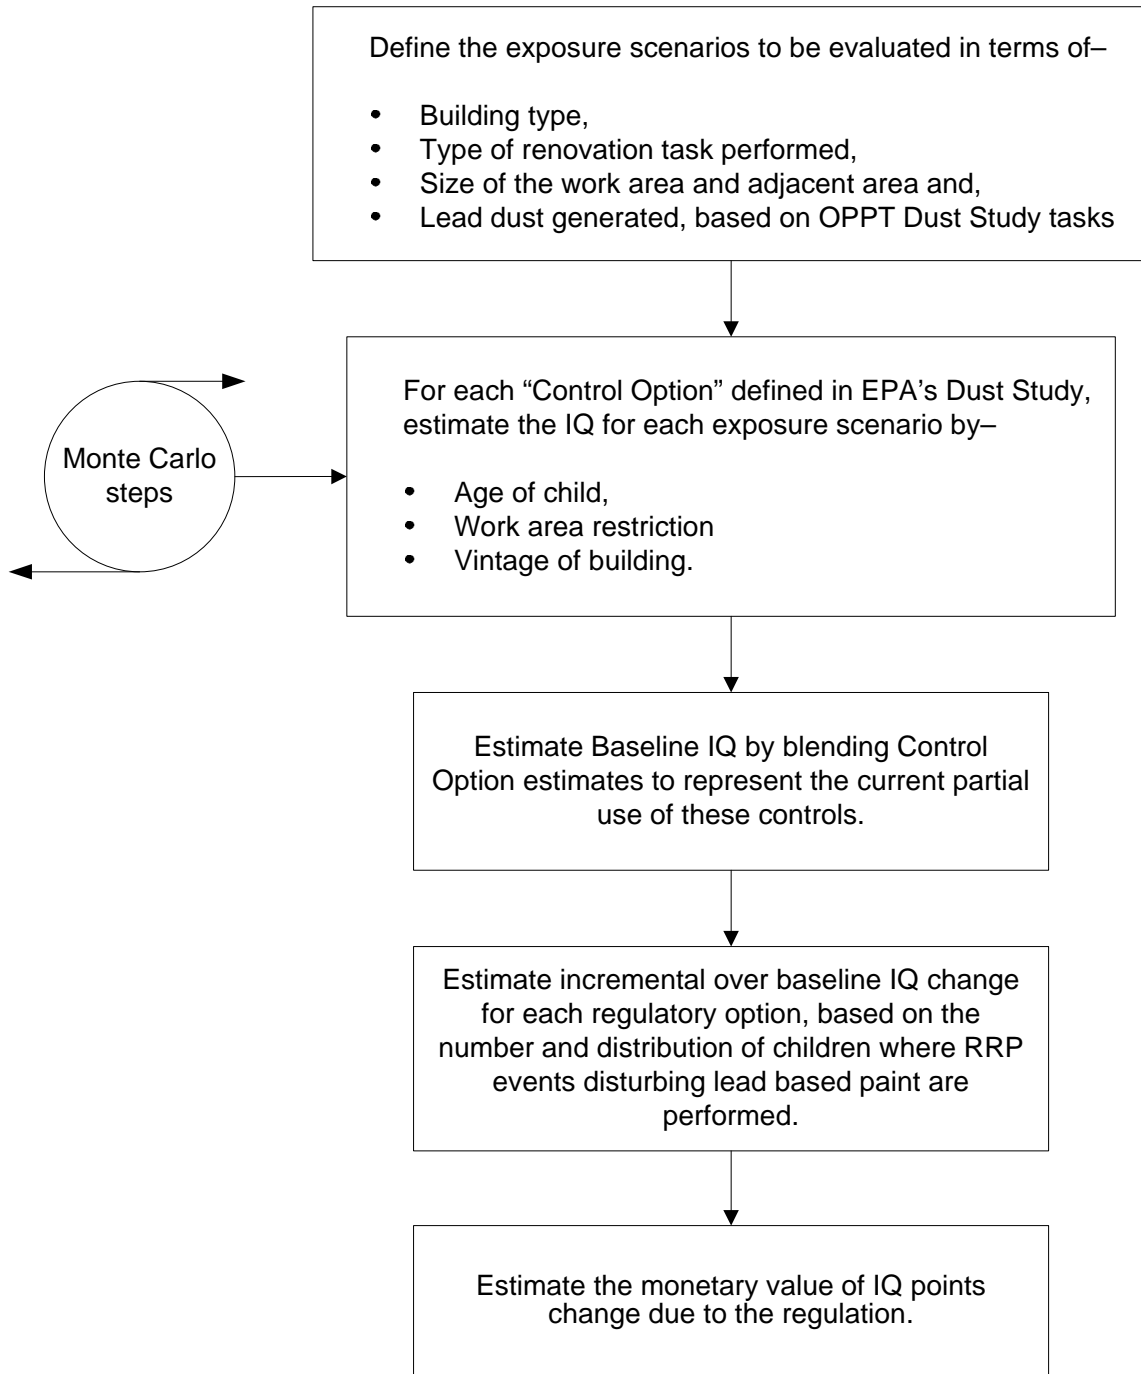 Define the exposure scenarios to be evaluated in terms of–
• Building type,
• Type of renovation task performed,
• Size of the work area and adjacent area and,
• Lead dust generated, based on OPPT Dust Study tasks
Monte Carlo
steps
For each “Control Option” defined in EPA’s Dust Study,
estimate the IQ for each exposure scenario by–
• Age of child,
• Work area restriction
• Vintage of building.
Estimate Baseline IQ by blending Control
Option estimates to represent the current partial
use of these controls.
Estimate incremental over baseline IQ change
for each regulatory option, based on the
number and distribution of children where RRP
events disturbing lead based paint are
performed.
Estimate the monetary value of IQ points
change due to the regulation.